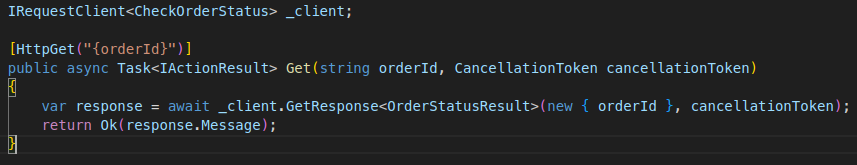 IRequestClient<CheckOrderStatus> _client;
[HttpGet("{orderId}")]
public async Task<IActionResult> Get(string orderId, CancellationToken cancellationToken)
{
var response = await _client.GetResponse<OrderStatusResult>(new { orderId }, cancellationToken);
return Ok(response.Message);
}